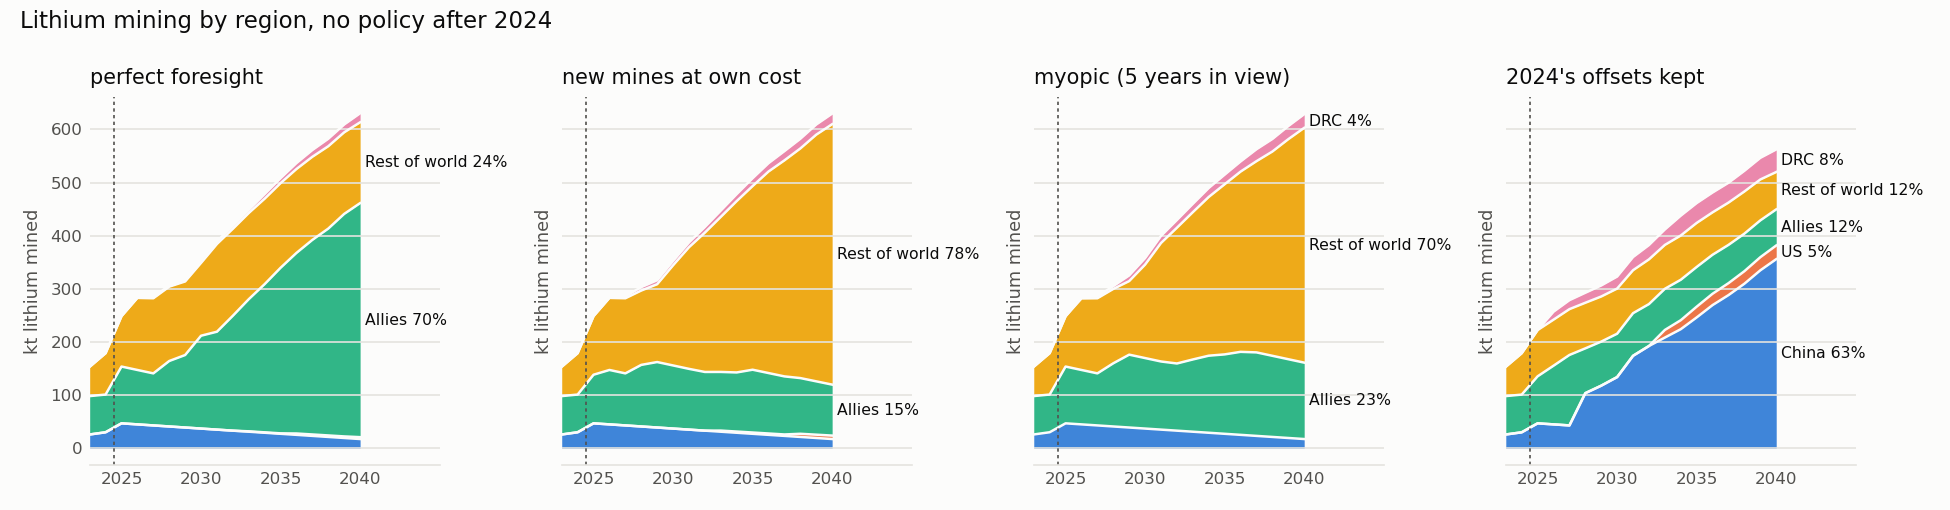 Lithium mining by region, no policy after 2024
perfect foresight
kt lithium mined
600
500
400
300
200
100
0
2025 2030 2035 2040
Rest of world 24%
Allies 70%
new mines at own cost
kt lithium mined
2025 2030 2035 2040
Rest of world 78%
Allies 15%
myopic (5 years in view)
kt lithium mined
2025 2030 2035 2040
DRC 4%
Rest of world 70%
Allies 23%
2024's offsets kept
kt lithium mined
2025 2030 2035 2040
DRC 8%
Rest of world 12%
Allies 12%
US 5%
China 63%